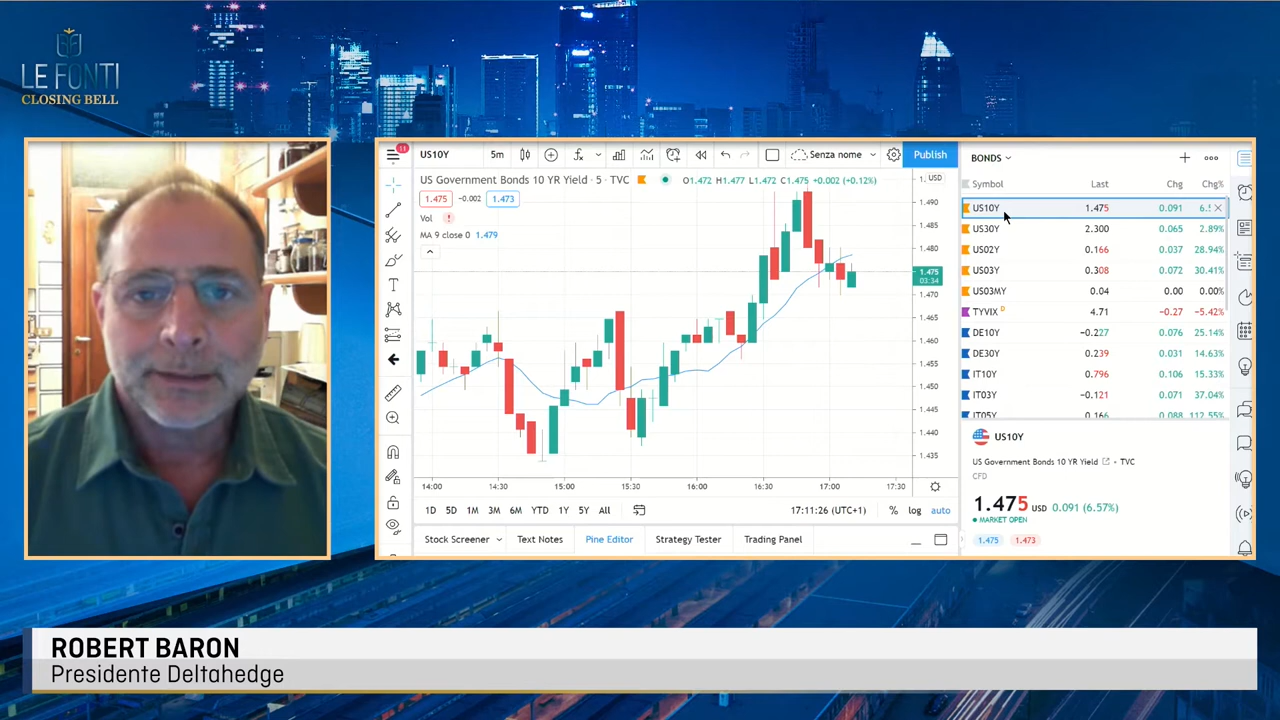 LE FONTI
CLOSING BELL
11
US10Y
5m
Senza nome
Publish
US Government Bonds 10 YR Yield · 5 · TVC
O1.472 H1.477 L1.472 C1.475 +0.002 (+0.12%)
1.475
-0.002
1.473
Vol
MA 9 close 0 1.479
USD
1.490
1.485
1.480
1.475
03:34
1.470
1.465
1.460
1.455
1.450
1.445
1.440
1.435
14:00
14:30
15:00
15:30
16:00
16:30
17:00
17:30
1D
5D
1M
3M
6M
YTD
1Y
5Y
All
17:11:26 (UTC+1)
%
log
auto
Stock Screener
Text Notes
Pine Editor
Strategy Tester
Trading Panel
BONDS
Symbol Last Chg Chg%
US10Y 1.475 0.091
US30Y 2.300 0.065 2.89%
US02Y 0.166 0.037 28.94%
US03Y 0.308 0.072 30.41%
US03MY 0.04 0.00 0.00%
TYVIX D 4.71 -0.27 -5.42%
DE10Y −0.227 0.076 25.14%
DE30Y 0.239 0.031 14.63%
IT10Y 0.796 0.106 15.33%
IT03Y −0.121 0.071 37.04%
IT05Y 0.166 0.088 112.55%
US10Y
US Government Bonds 10 YR Yield • TVC
CFD
1.475 USD 0.091 (6.57%)
MARKET OPEN
1.475
1.473
ROBERT BARON
Presidente Deltahedge